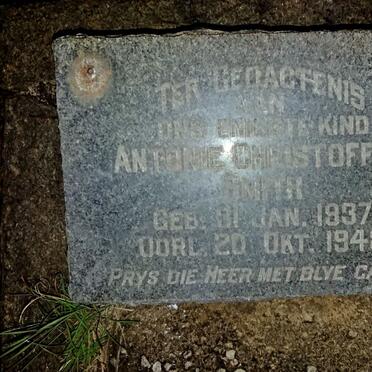 TER GEDAGTENIS
VAN
ONS ENIGSTE KIND
ANTONIE CHRISTOFF
SMITH
GEB. 01 JAN. 1937
OORL. 20 OKT. 194
PRYS DIE HEER MET BLYE GA